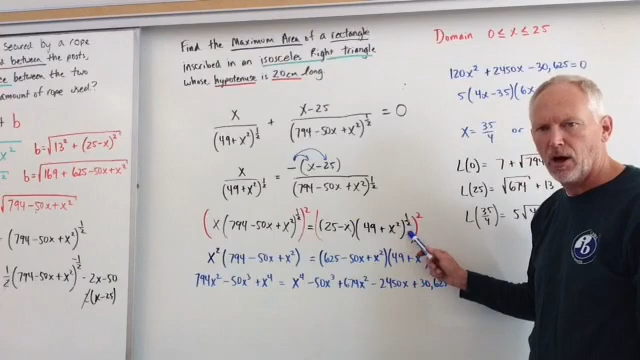 secured by a rope
between the posts,
between the two
amount of rope used?
+ b
b = √13² + (25-x)²
b = √169 + 625 - 50x + x²
√794 - 50x + x²
(794 - 50x + x²)^½
½(794 - 50x + x²)^-½ · 2x - 50
(x-25)
Find the Maximum Area of a rectangle
inscribed in an isosceles Right triangle
whose hypotenuse is 20cm long.
x / (49 + x²)^½ + x - 25 / (794 - 50x + x²)^½ = 0
x / (49 + x²)^½ = -(x - 25) / (794 - 50x + x²)^½
(x(794 - 50x + x²)^½)² = ((25 - x)(49 + x²)^½)²
x²(794 - 50x + x²) = (625 - 50x + x²)(49 + x²
794x² - 50x³ + x⁴ = x⁴ - 50x³ + 674x² - 2450x + 30,625
Domain 0 ≤ x ≤ 25
120x² + 2450x - 30,625 = 0
5(4x - 35)(6x
x = 35/4 or
L(0) = 7 + √794
L(25) = √674 + 13
L(35/4) = 5√